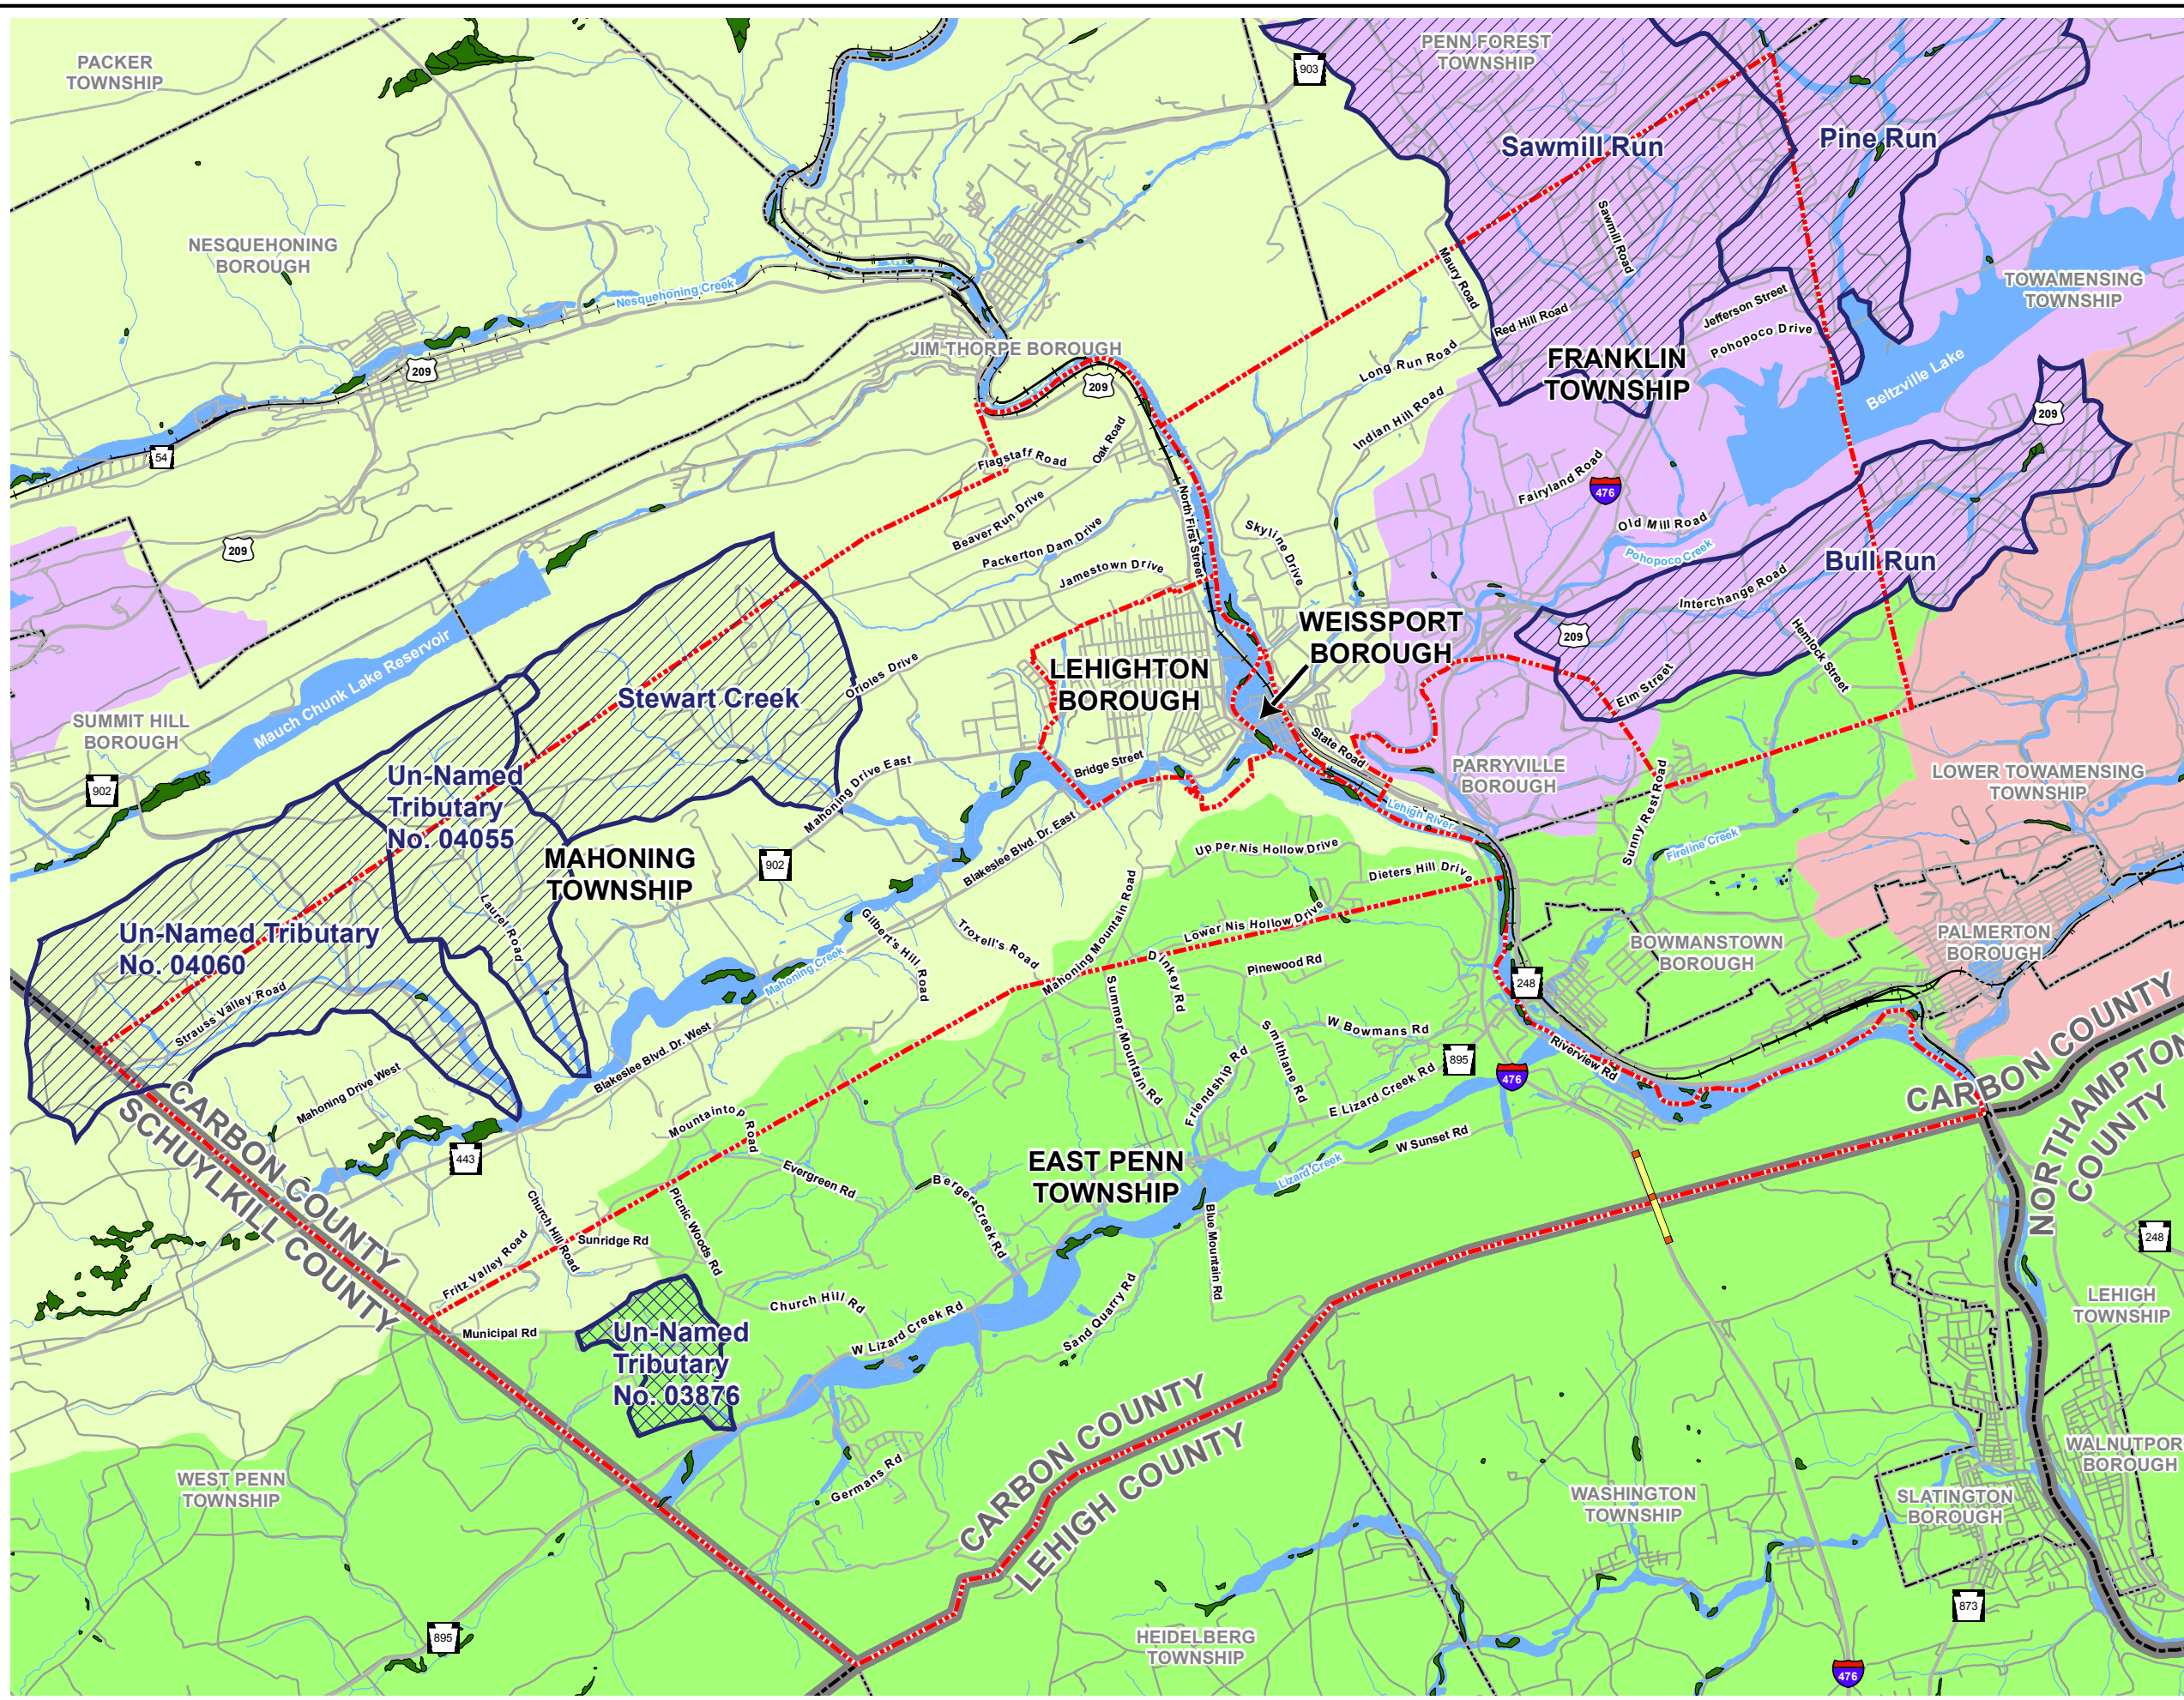 PACKER
TOWNSHIP
903
PENN FOREST
TOWNSHIP
Sawmill Run
Pine Run
NESQUEHONING
BOROUGH
Nesquehoning Creek
Sawmill Road
Maury Road
TOWAMENSING
TOWNSHIP
Red Hill Road
Jefferson Street
Pohopoco Drive
JIM THORPE BOROUGH
209
209
Long Run Road
FRANKLIN
TOWNSHIP
Beltzville Lake
209
Indian Hill Road
54
Flagstaff Road
Oak Road
Fairyland Road
476
North First Street
Beaver Run Drive
Packerton Dam Drive
Skyline Drive
Old Mill Road
Pohopoco Creek
209
Jamestown Drive
Bull Run
Interchange Road
209
WEISSPORT
BOROUGH
Hemlock Street
Mauch Chunk Lake Reservoir
Orioles Drive
LEHIGHTON
BOROUGH
Elm Street
Stewart Creek
SUMMIT HILL
BOROUGH
902
State Road
Bridge Street
Mahoning Drive East
PARRYVILLE
BOROUGH
Sunny Rest Road
LOWER TOWAMENSING
TOWNSHIP
Un-Named
Tributary
No. 04055
Lehigh River
Fireline Creek
MAHONING
TOWNSHIP
902
Blakeslee Blvd. Dr. East
Upper Nis Hollow Drive
Dieters Hill Drive
Un-Named Tributary
No. 04060
Laurel Road
Gilbert's Hill Road
Troxell's Road
Mahoning Mountain Road
Lower Nis Hollow Drive
BOWMANSTOWN
BOROUGH
PALMERTON
BOROUGH
Mahoning Creek
Dinkey Rd
Pinewood Rd
248
Strauss Valley Road
Summer Mountain Rd
Smithlane Rd
W Bowmans Rd
895
Riverview Rd
476
Blakeslee Blvd. Dr. West
Mahoning Drive West
Friendship Rd
E Lizard Creek Rd
CARBON COUNTY
NORTHAMPTON
COUNTY
CARBON COUNTY
SCHUYLKILL COUNTY
Mountaintop Road
443
W Sunset Rd
Lizard Creek
EAST PENN
TOWNSHIP
Evergreen Rd
Berger Creek Rd
Picnic Woods Rd
Church Hill Road
Sunridge Rd
Fritz Valley Road
Blue Mountain Rd
248
Sand Quarry Rd
Church Hill Rd
W Lizard Creek Rd
Municipal Rd
Un-Named
Tributary
No. 03876
LEHIGH
TOWNSHIP
CARBON COUNTY
LEHIGH COUNTY
WALNUTPOR
BOROUGH
Germans Rd
WEST PENN
TOWNSHIP
WASHINGTON
TOWNSHIP
SLATINGTON
BOROUGH
873
HEIDELBERG
TOWNSHIP
895
476